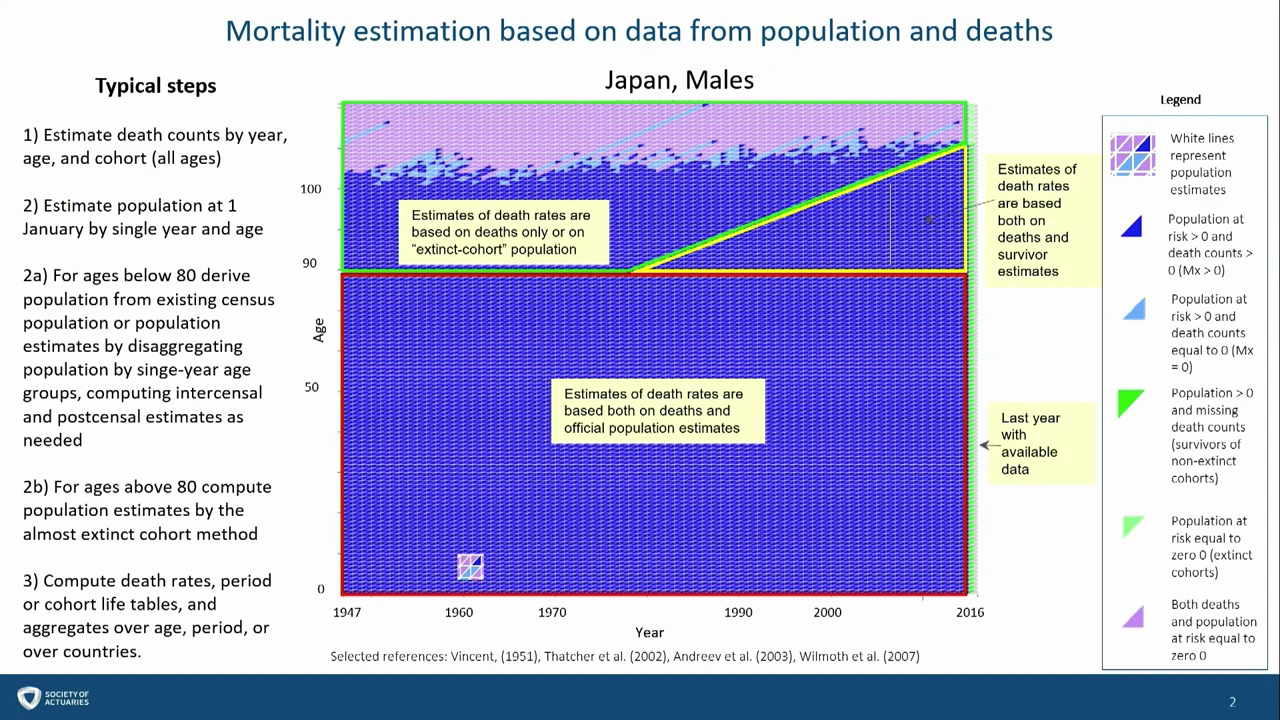 Mortality estimation based on data from population and deaths
Typical steps
1) Estimate death counts by year,
age, and cohort (all ages)
2) Estimate population at 1
January by single year and age
2a) For ages below 80 derive
population from existing census
population or population
estimates by disaggregating
population by singe-year age
groups, computing intercensal
and postcensal estimates as
needed
2b) For ages above 80 compute
population estimates by the
almost extinct cohort method
3) Compute death rates, period
or cohort life tables, and
aggregates over age, period, or
over countries.
Japan, Males
100
90
50
0
Age
Estimates of death rates are
based on deaths only or on
“extinct-cohort” population
Estimates of death rates are
based both on deaths and
official population estimates
Estimates of
death rates
are based
both on
deaths and
survivor
estimates
Last year
with
available
data
1947
1960
1970
1990
2000
2016
Year
Selected references: Vincent, (1951), Thatcher et al. (2002), Andreev et al. (2003), Wilmoth et al. (2007)
Legend
White lines
represent
population
estimates
Population at
risk > 0 and
death counts >
0 (Mx > 0)
Population at
risk > 0 and
death counts
equal to 0 (Mx
= 0)
Population > 0
and missing
death counts
(survivors of
non-extinct
cohorts)
Population at
risk equal to
zero 0 (extinct
cohorts)
Both deaths
and population
at risk equal to
zero 0
SOCIETY OF
ACTUARIES
2